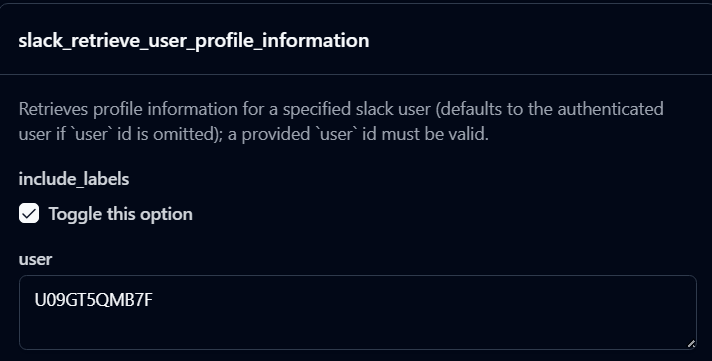 slack_retrieve_user_profile_information
Retrieves profile information for a specified slack user (defaults to the authenticated
user if `user` id is omitted); a provided `user` id must be valid.
include_labels
Toggle this option
user
U09GT5QMB7F